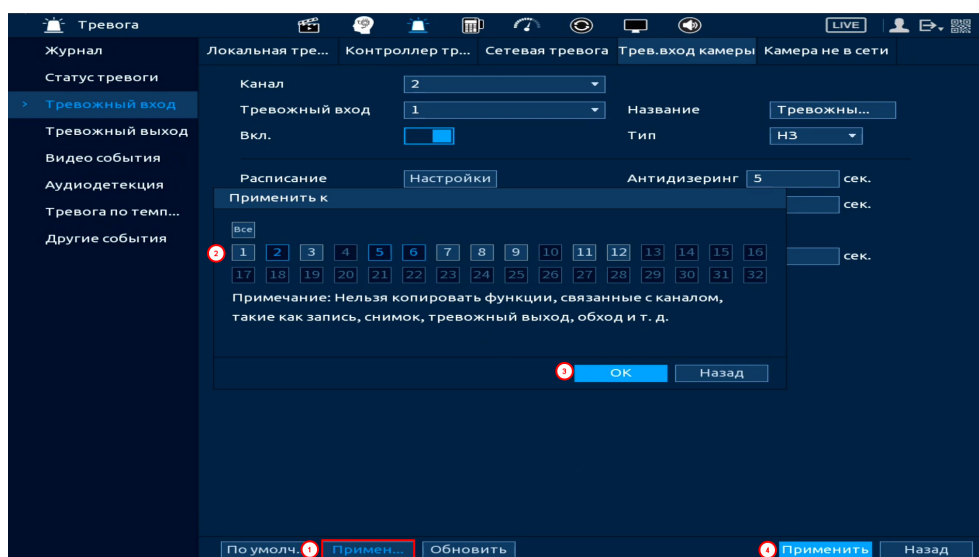 Тревога
LIVE
Журнал
Статус тревоги
Тревожный вход
Тревожный выход
Видео события
Аудиодетекция
Тревога по темп...
Другие события
Локальная тре... Контроллер тр... Сетевая тревога Трев.вход камеры Камера не в сети
Канал 2
Тревожный вход 1 Название Тревожны...
Вкл. Тип НЗ
Расписание Настройки Антидизеринг 5 сек.
сек.
сек.
Применить к
Все
2 1 2 3 4 5 6 7 8 9 10 11 12 13 14 15 16
17 18 19 20 21 22 23 24 25 26 27 28 29 30 31 32
Примечание: Нельзя копировать функции, связанные с каналом,
такие как запись, снимок, тревожный выход, обход и т. д.
3 OK Назад
По умолч. 1 Примен... Обновить 4 Применить Назад